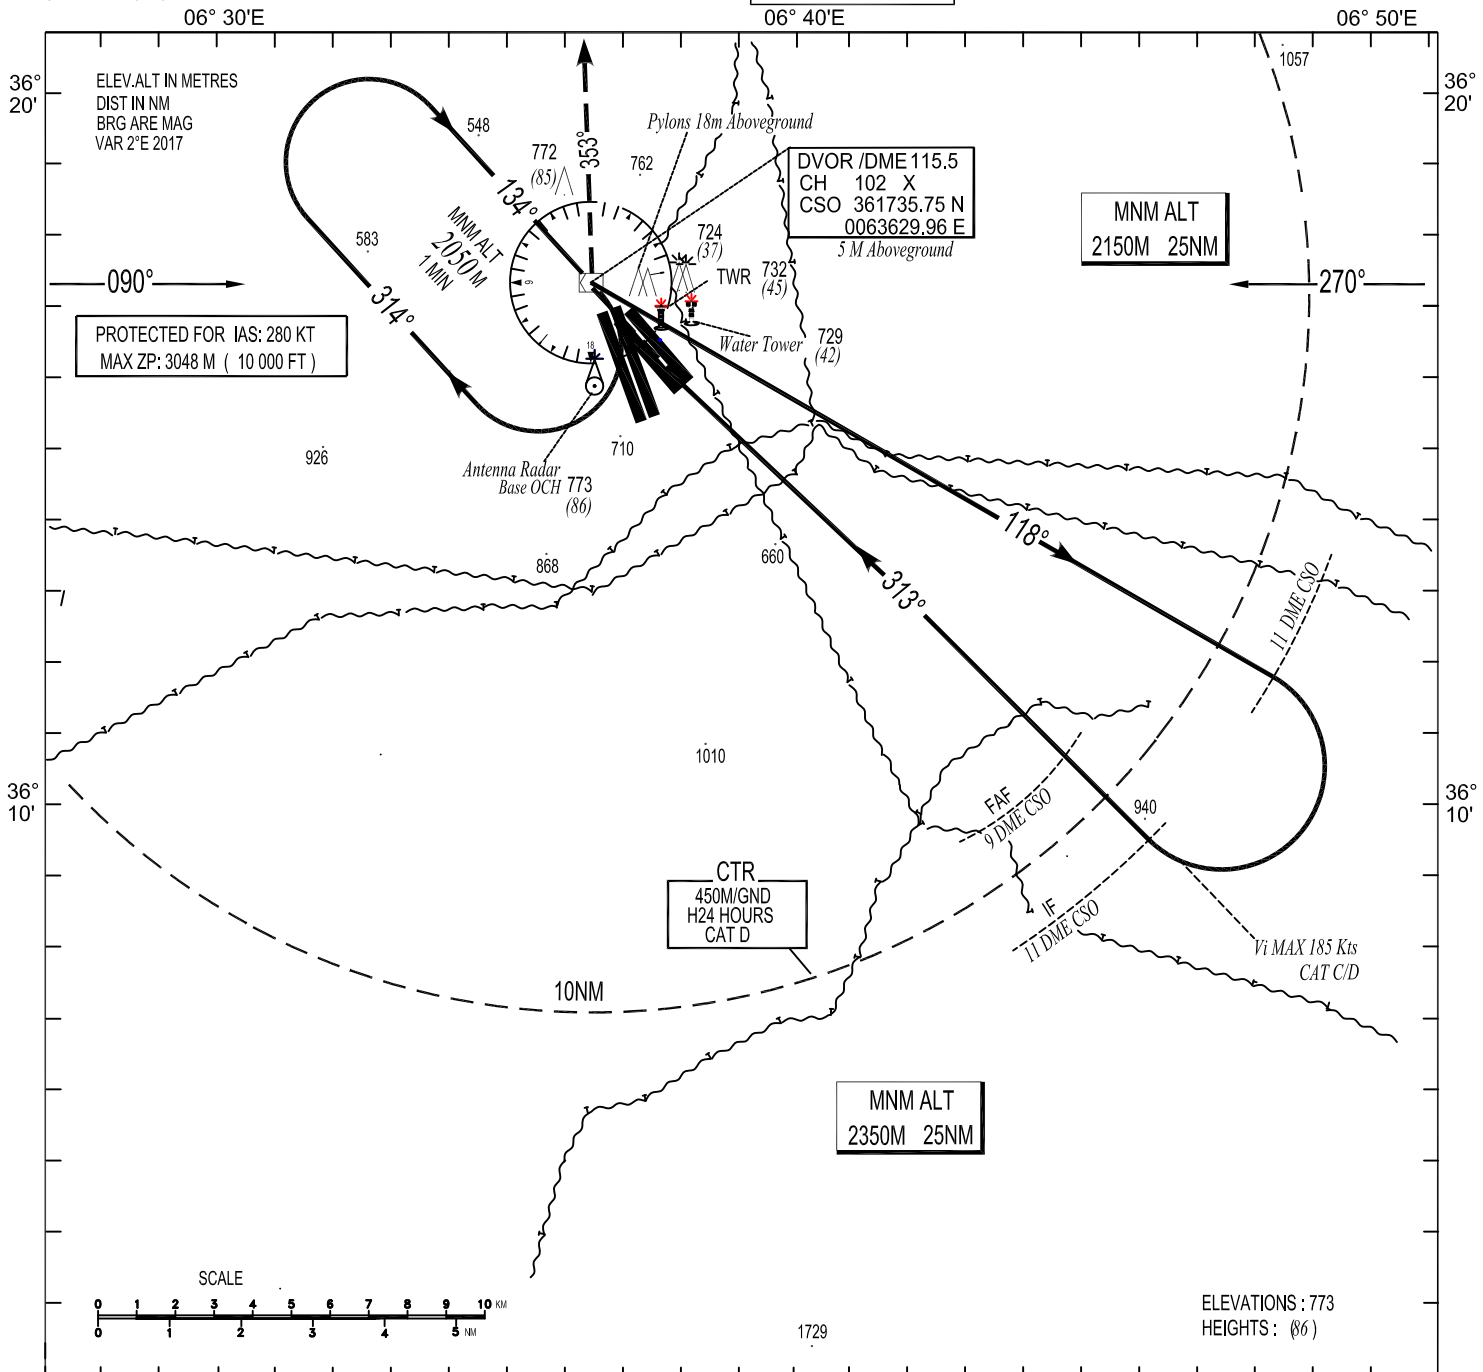 06° 30'E
06° 40'E
06° 50'E
36°
20'
36°
20'
ELEV.ALT IN METRES
DIST IN NM
BRG ARE MAG
VAR 2°E 2017
1057
548
Pylons 18m Aboveground
353°
772
(85)
762
DVOR /DME 115.5
CH 102 X
CSO 361735.75 N
0063629.96 E
5 M Aboveground
MNM ALT
2150M 25NM
134°
MNM ALT
2050 M
1 MIN
583
724
(37)
TWR
732
(45)
090°
270°
314°
9
18
PROTECTED FOR IAS: 280 KT
MAX ZP: 3048 M ( 10 000 FT )
Water Tower
729
(42)
926
710
Antenna Radar
Base OCH
773
(86)
118°
868
660
313°
11 DME CSO
1010
36°
10'
36°
10'
FAF
9 DME CSO
940
CTR
450M/GND
H24 HOURS
CAT D
IF
11 DME CSO
Vi MAX 185 Kts
CAT C/D
10NM
MNM ALT
2350M 25NM
SCALE
0 1 2 3 4 5 6 7 8 9 10 KM
0 1 2 3 4 5 NM
1729
ELEVATIONS : 773
HEIGHTS : (86 )